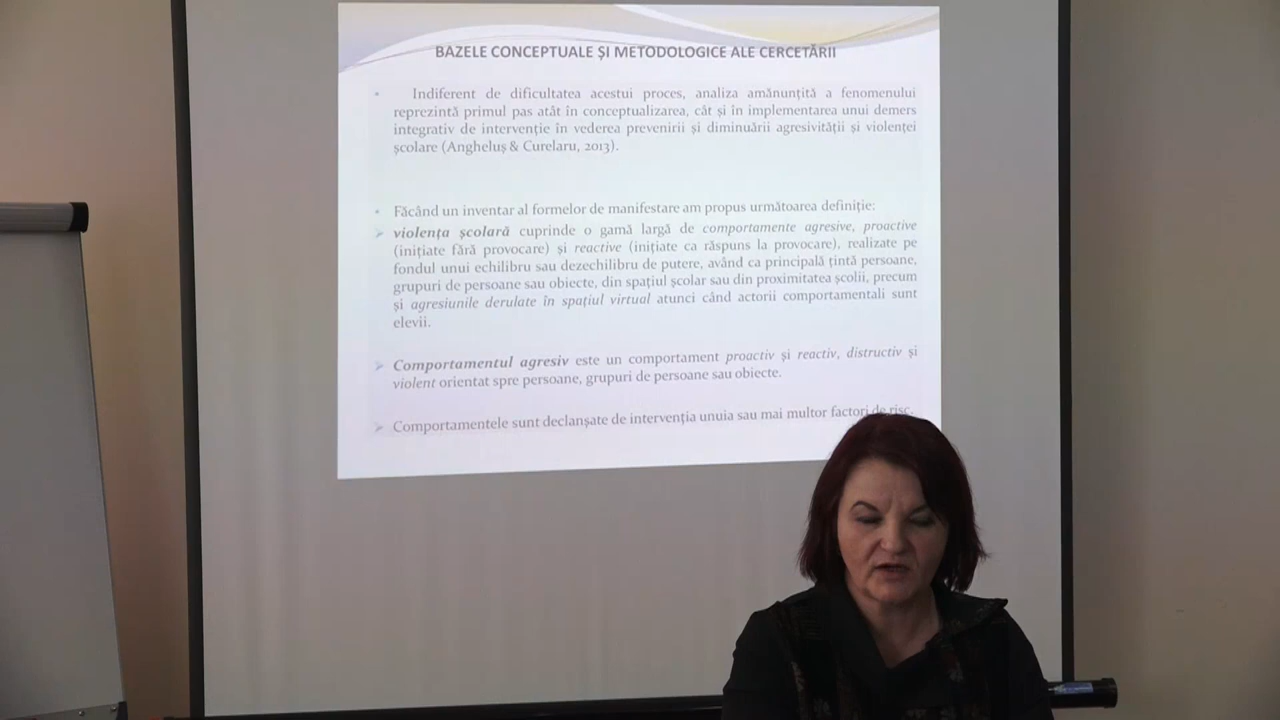 BAZELE CONCEPTUALE ȘI METODOLOGICE ALE CERCETĂRII
• Indiferent de dificultatea acestui proces, analiza amănunțită a fenomenului
reprezintă primul pas atât în conceptualizarea, cât și în implementarea unui demers
integrativ de intervenție în vederea prevenirii și diminuării agresivității și violenței
școlare (Angheluș & Curelaru, 2013).
• Făcând un inventar al formelor de manifestare am propus următoarea definiție:
➢ violența școlară cuprinde o gamă largă de comportamente agresive, proactive
(inițiate fără provocare) și reactive (inițiate ca răspuns la provocare), realizate pe
fondul unui echilibru sau dezechilibru de putere, având ca principală țintă persoane,
grupuri de persoane sau obiecte, din spațiul școlar sau din proximitatea școlii, precum
și agresiunile derulate în spațiul virtual atunci când actorii comportamentali sunt
elevii.
➢ Comportamentul agresiv este un comportament proactiv și reactiv, distructiv și
violent orientat spre persoane, grupuri de persoane sau obiecte.
➢ Comportamentele sunt declanșate de intervenția unuia sau mai multor factori de risc.